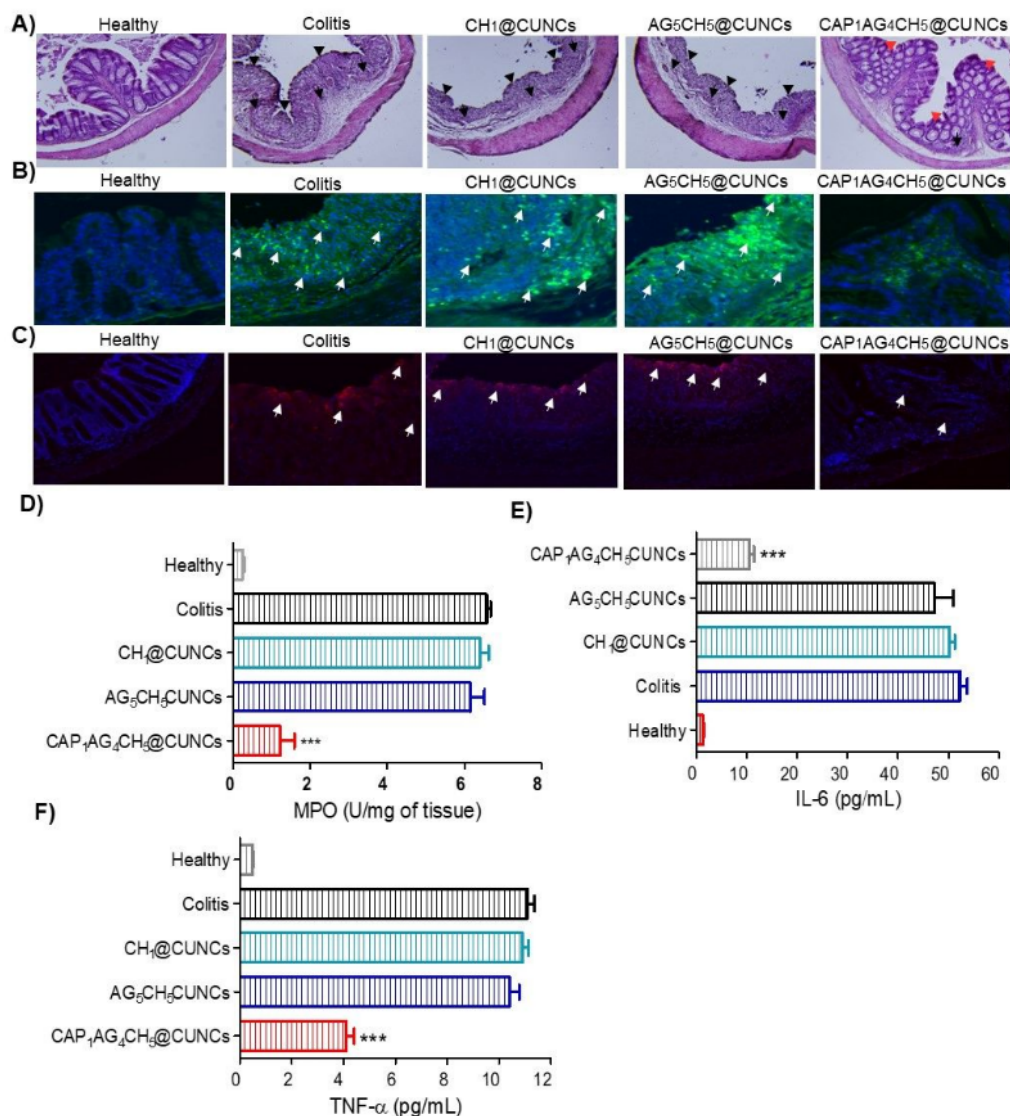 A)
Healthy
Colitis
CH₁@CUNCs
AG₅CH₅@CUNCs
CAP₁AG₄CH₅@CUNCs
B)
Healthy
Colitis
CH₁@CUNCs
AG₅CH₅@CUNCs
CAP₁AG₄CH₅@CUNCs
C)
Healthy
Colitis
CH₁@CUNCs
AG₅CH₅@CUNCs
CAP₁AG₄CH₅@CUNCs
D)
Healthy
Colitis
CH₁@CUNCs
AG₅CH₅CUNCs
CAP₁AG₄CH₅@CUNCs
***
0 2 4 6 8
MPO (U/mg of tissue)
E)
CAP₁AG₄CH₅CUNCs
***
AG₅CH₅CUNCs
CH₁@CUNCs
Colitis
Healthy
0 10 20 30 40 50 60
IL-6 (pg/mL)
F)
Healthy
Colitis
CH₁@CUNCs
AG₅CH₅CUNCs
CAP₁AG₄CH₅@CUNCs
***
0 2 4 6 8 10 12
TNF-α (pg/mL)